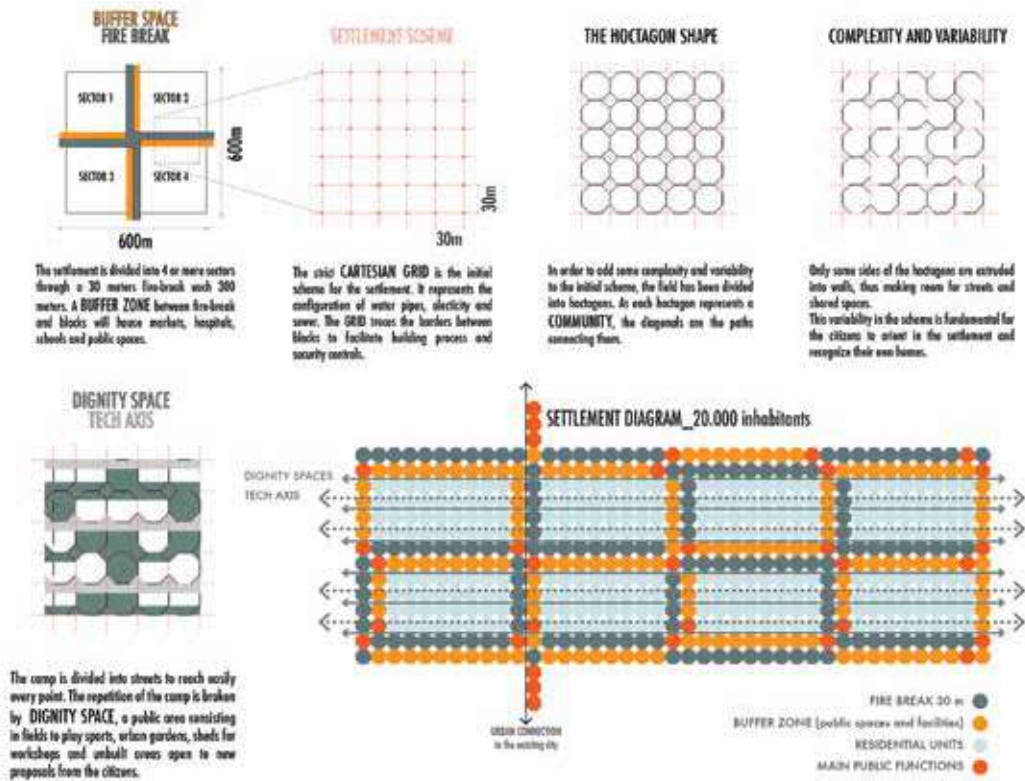 BUFFER SPACE
FIRE BREAK
SECTOR 1
SECTOR 2
SECTOR 3
SECTOR 4
600m
600m
The settlement is divided into 4 or more sectors
through a 30 meters fire-break each 300
meters. A BUFFER ZONE between fire-break
and blocks will house markets, hospitals,
schools and public spaces.
SETTLEMENT SCHEME
30m
30m
The strict CARTESIAN GRID is the initial
scheme for the settlement. It represents the
configuration of water pipes, electicity and
sewer. The GRID traces the borders between
blocks to facilitate building process and
security controls.
THE HOCTAGON SHAPE
In order to add some complexity and variability
to the initial scheme, the field has been divided
into hoctagons. As each hoctagon represents a
COMMUNITY, the diagonals are the paths
connecting them.
COMPLEXITY AND VARIABILITY
Only some sides of the hoctagons are extruded
into walls, thus making room for streets and
shared spaces.
This variability in the scheme is fundamental for
the citizens to orient in the settlement and
recognize their own homes.
DIGNITY SPACE
TECH AXIS
The camp is divided into streets to reach easily
every point. The repetition of the camp is broken
by DIGNITY SPACE, a public area consisting
in fields to play sports, urban gardens, sheds for
workshops and unbuilt areas open to new
proposals from the citizens.
SETTLEMENT DIAGRAM_20.000 inhabitants
DIGNITY SPACES
TECH AXIS
URBAN CONNECTION
to the existing city
FIRE BREAK 30 m
BUFFER ZONE (public spaces and facilities)
RESIDENTIAL UNITS
MAIN PUBLIC FUNCTIONS